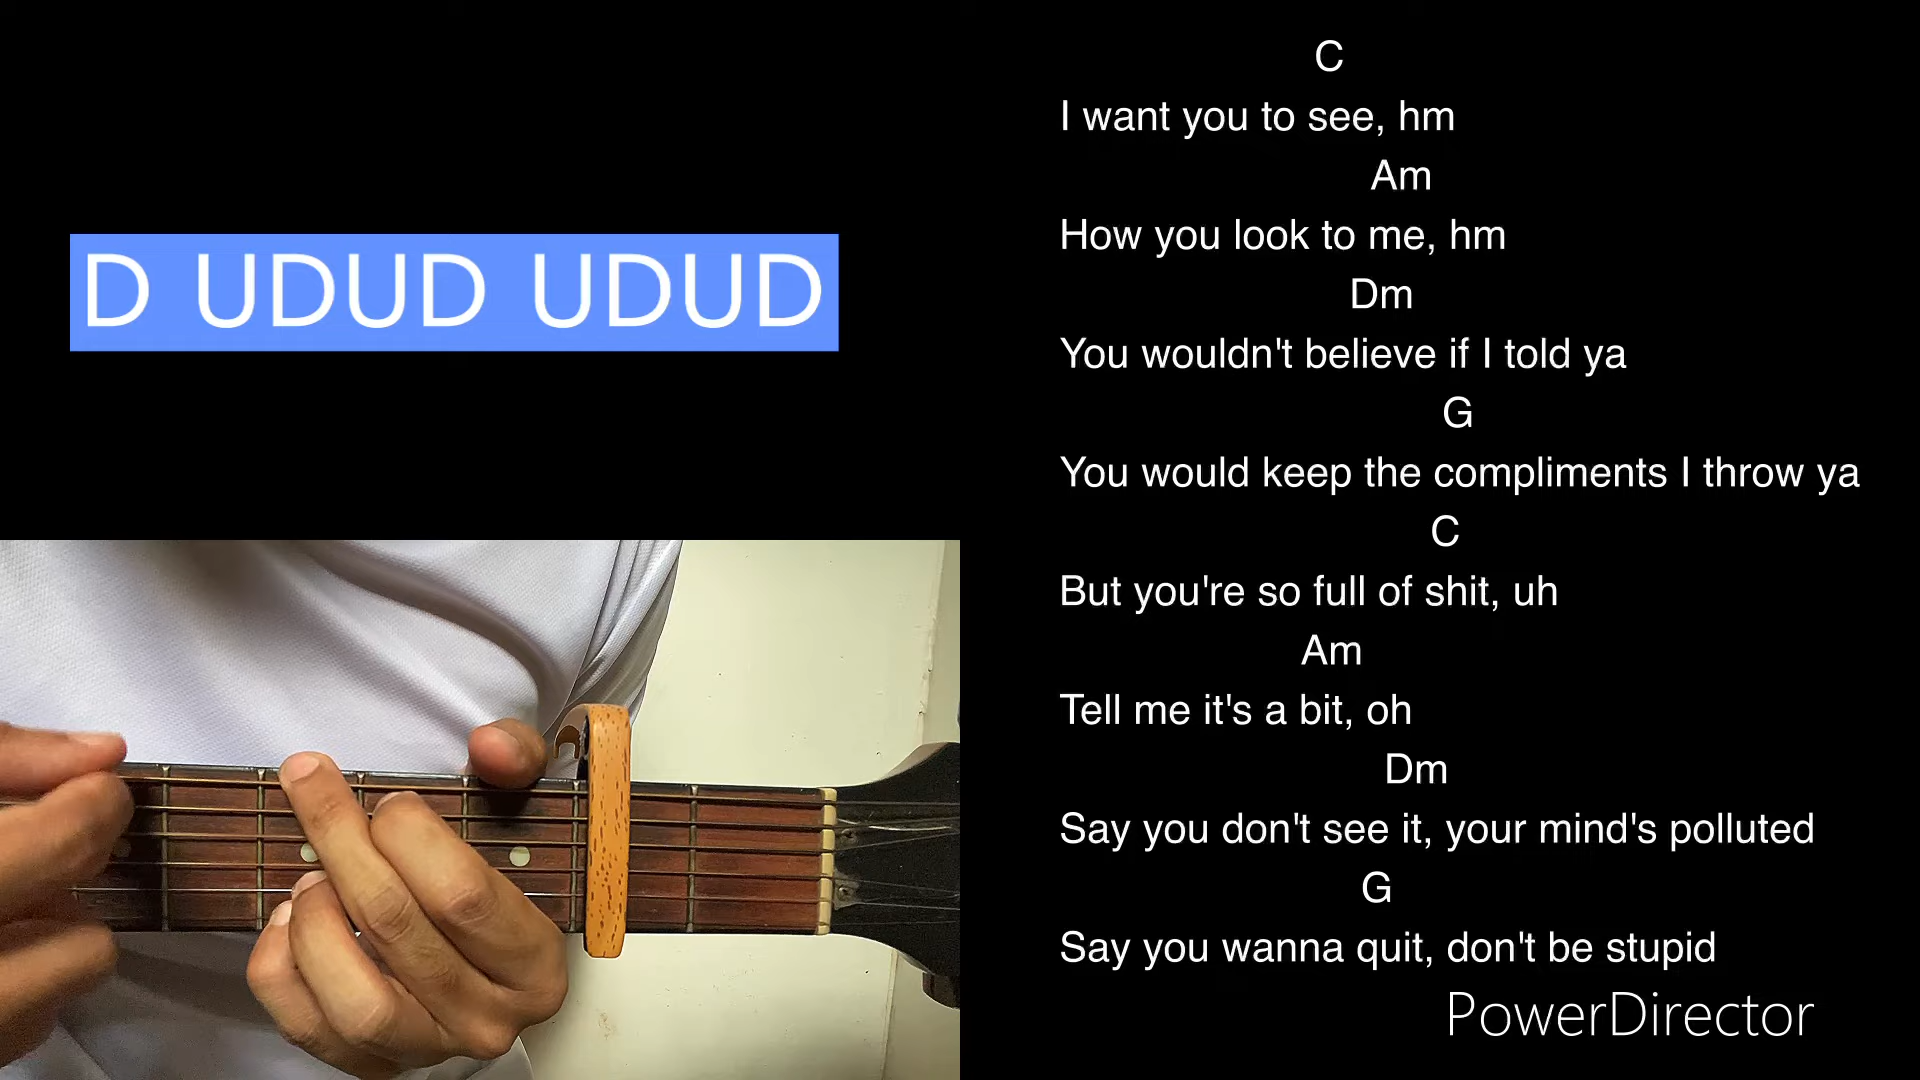 D UDUD UDUD
C
I want you to see, hm
Am
How you look to me, hm
Dm
You wouldn't believe if I told ya
G
You would keep the compliments I throw ya
C
But you're so full of shit, uh
Am
Tell me it's a bit, oh
Dm
Say you don't see it, your mind's polluted
G
Say you wanna quit, don't be stupid
PowerDirector